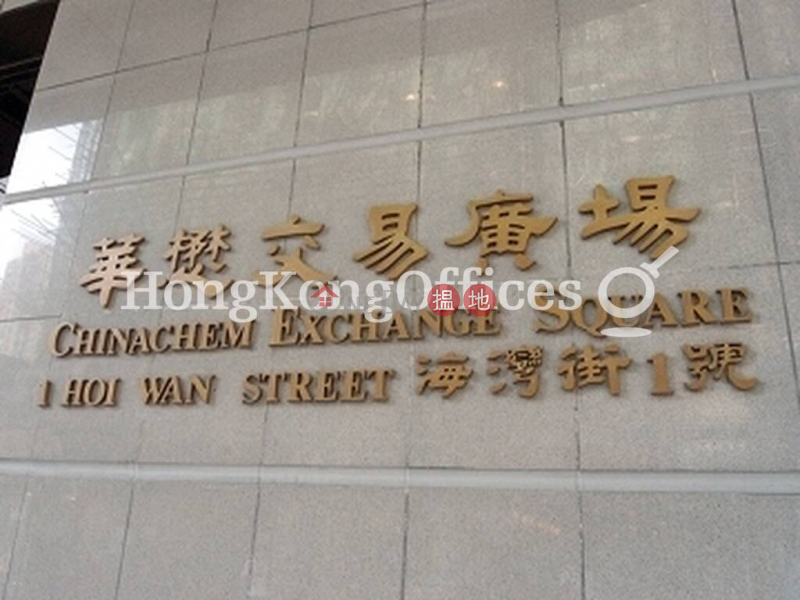 華懋交易廣場
HongKongOffices
搵地
CHINACHEM EXCHANGE SQUARE
1 HOI WAN STREET 海灣街1號